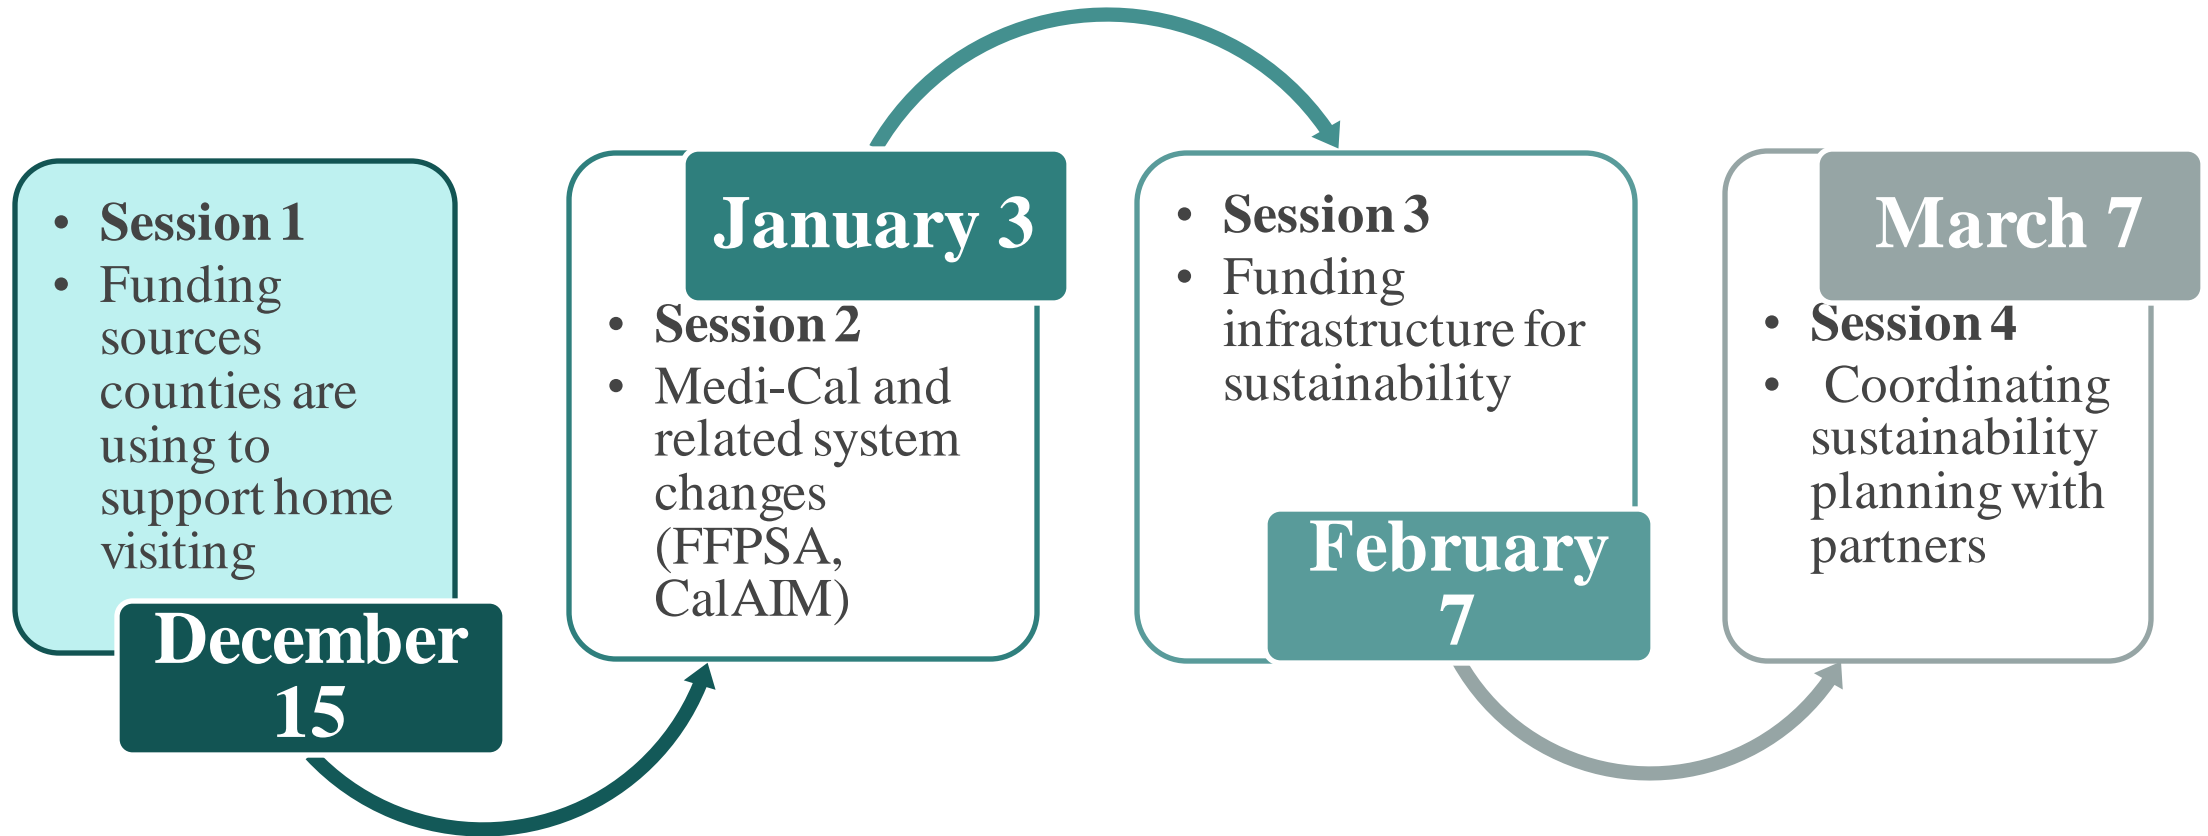 • Session 1
• Funding
sources
counties are
using to
support home
visiting
December
15
January 3
• Session 2
• Medi-Cal and
related system
changes
(FFPSA,
CalAIM)
• Session 3
• Funding
infrastructure for
sustainability
February
7
March 7
• Session 4
• Coordinating
sustainability
planning with
partners